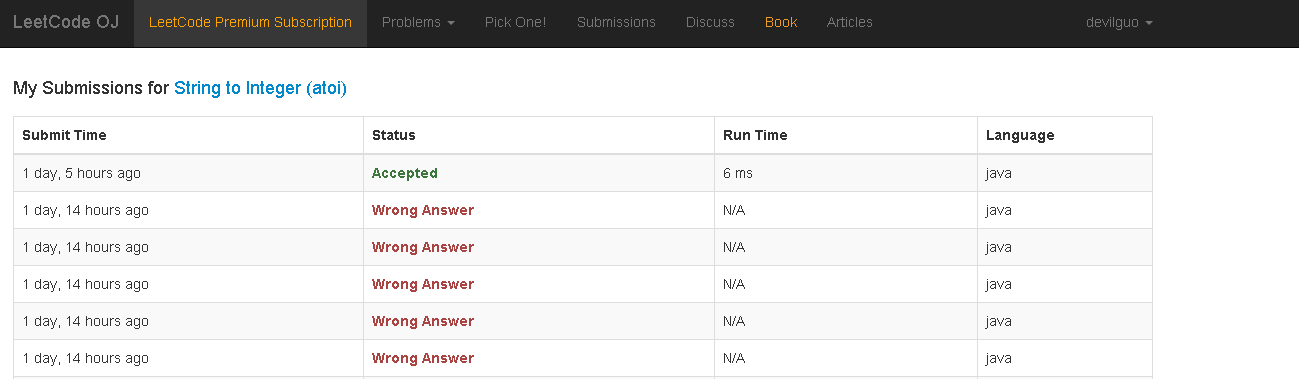 LeetCode OJ LeetCode Premium Subscription Problems Pick One! Submissions Discuss Book Articles devilguo
My Submissions for String to Integer (atoi)
Submit Time Status Run Time Language
1 day, 5 hours ago Accepted 6 ms java
1 day, 14 hours ago Wrong Answer N/A java
1 day, 14 hours ago Wrong Answer N/A java
1 day, 14 hours ago Wrong Answer N/A java
1 day, 14 hours ago Wrong Answer N/A java
1 day, 14 hours ago Wrong Answer N/A java